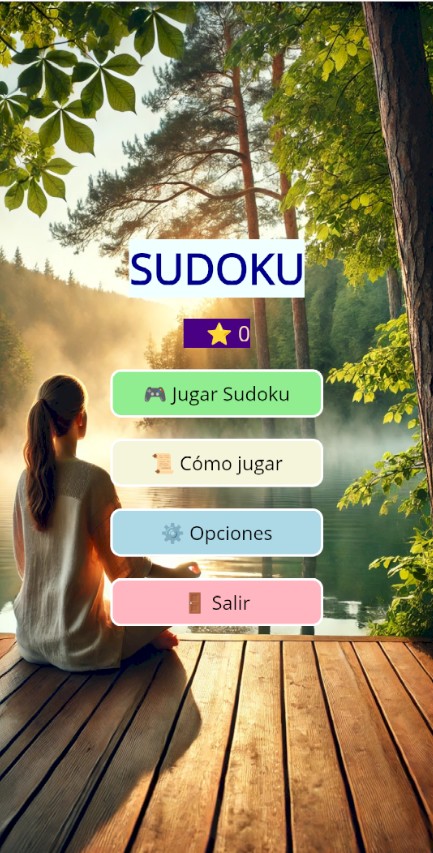 SUDOKU
⭐ 0
🎮 Jugar Sudoku
📜 Cómo jugar
⚙️ Opciones
🚪 Salir